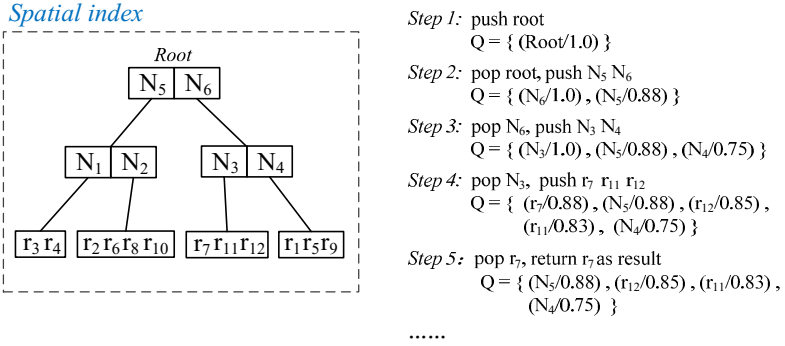 Spatial index
Root
N₅ N₆
N₁ N₂
N₃ N₄
r₃ r₄
r₂ r₆ r₈ r₁₀
r₇ r₁₁ r₁₂
r₁ r₅ r₉
Step 1: push root
Q = { (Root/1.0) }
Step 2: pop root, push N₅ N₆
Q = { (N₆/1.0) , (N₅/0.88) }
Step 3: pop N₆, push N₃ N₄
Q = { (N₃/1.0) , (N₅/0.88) , (N₄/0.75) }
Step 4: pop N₃, push r₇ r₁₁ r₁₂
Q = { (r₇/0.88) , (N₅/0.88) , (r₁₂/0.85) ,
(r₁₁/0.83) , (N₄/0.75) }
Step 5: pop r₇, return r₇ as result
Q = { (N₅/0.88) , (r₁₂/0.85) , (r₁₁/0.83) ,
(N₄/0.75) }
……